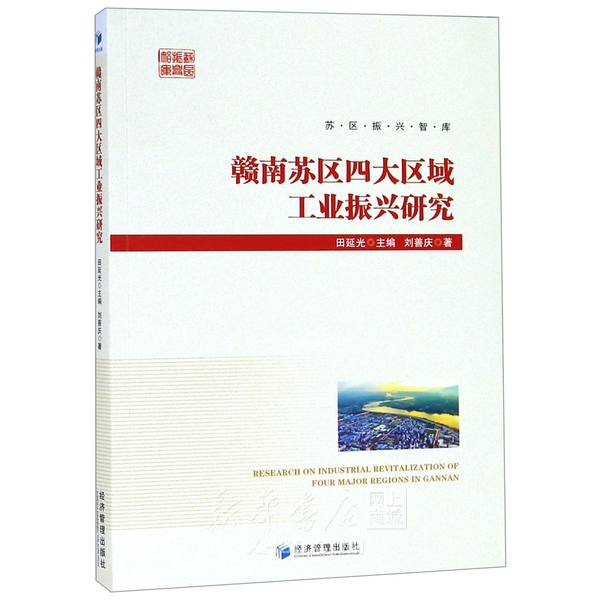 苏·区·振·兴·智·库
赣南苏区四大区域
工业振兴研究
田延光○主编 刘善庆○著
RESEARCH ON INDUSTRIAL REVITALIZATION OF
FOUR MAJOR REGIONS IN GANNAN
经济管理出版社
ECONOMY & MANAGEMENT PUBLISHING HOUSE
赣南苏区四大区域工业振兴研究
田延光○主编 刘善庆○著
经济管理出版社
新华书店
网上
商城